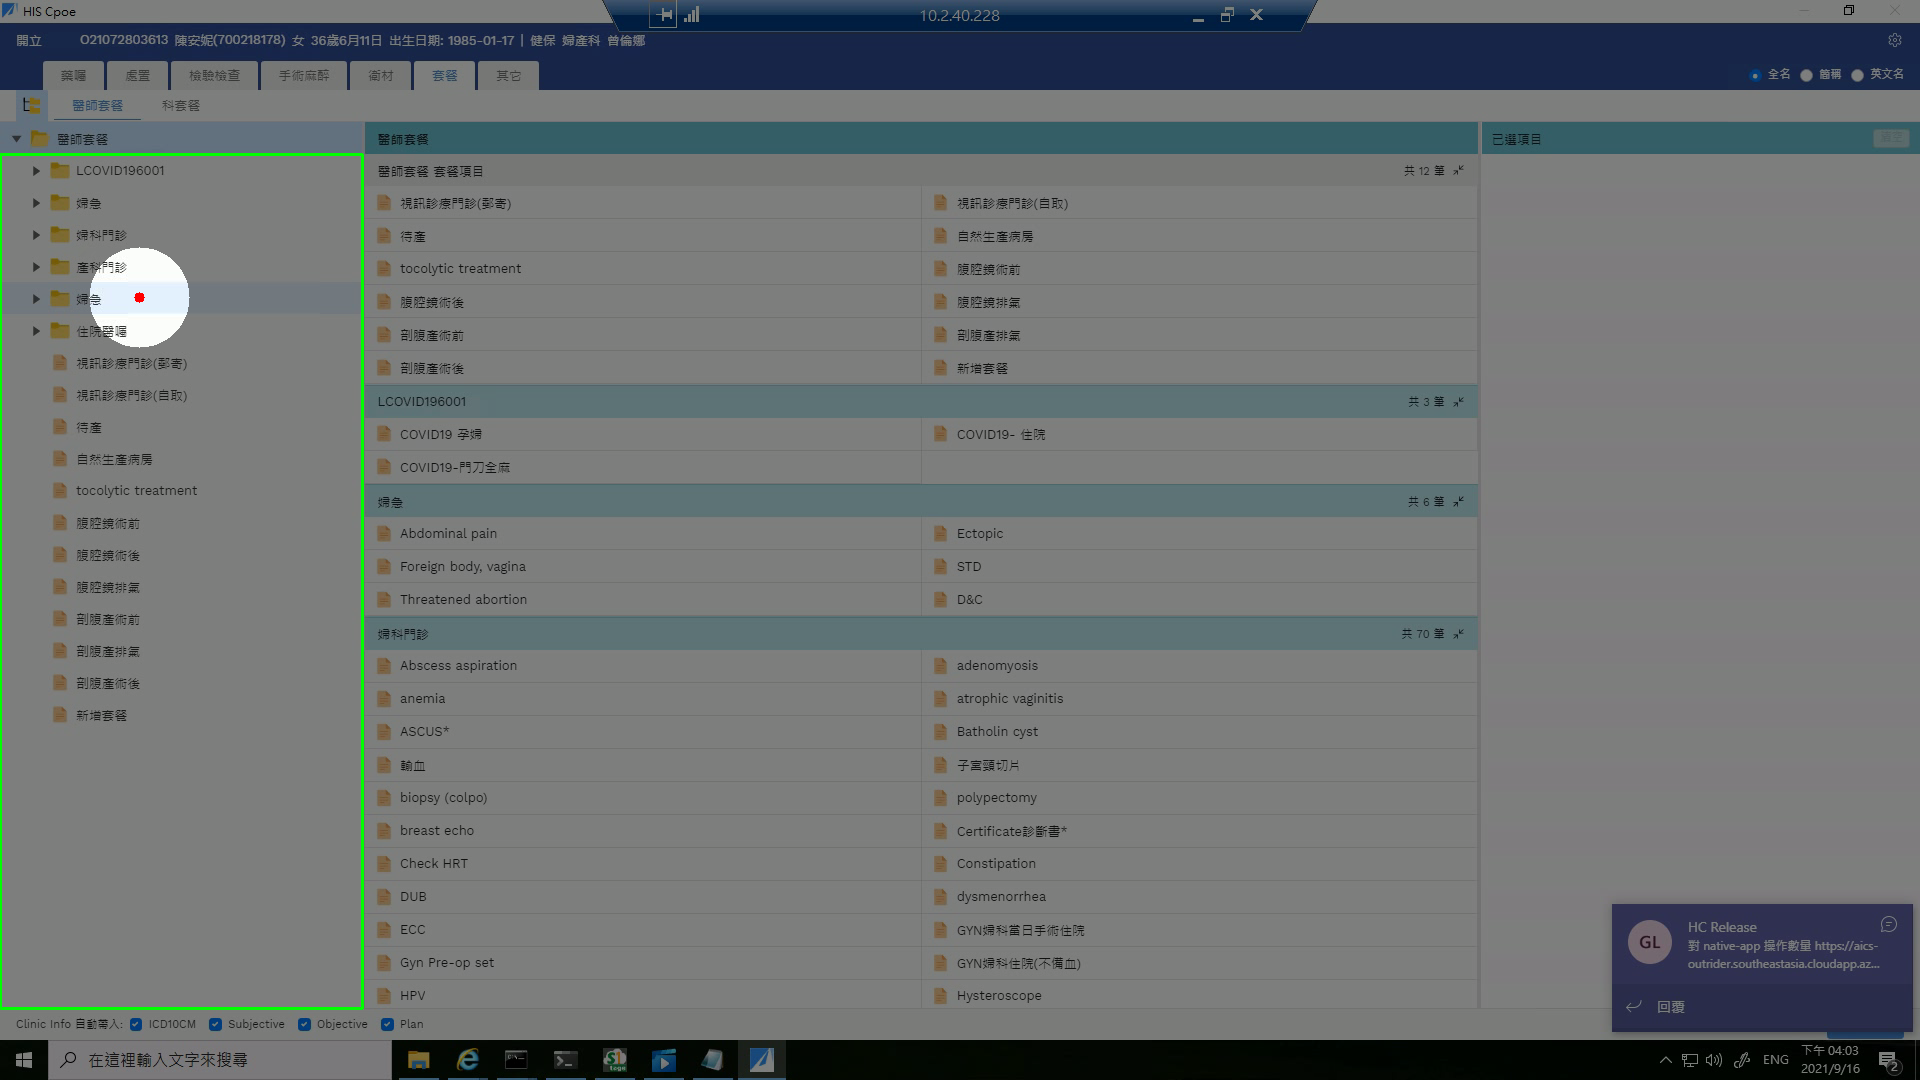 HIS Cpoe
10.2.40.228
開立 O21072803613 陳安妮(700218178) 女 36歲6月11日 出生日期: 1985-01-17 | 健保 婦產科 曾倫娜
藥囑 處置 檢驗檢查 手術麻醉 衛材 套餐 其它
全名 簡稱 英文名
醫師套餐 科套餐
醫師套餐
LCOVID196001
婦急
婦科門診
產科門診
婦急
住院醫囑
視訊診療門診(郵寄)
視訊診療門診(自取)
待產
自然生產病房
tocolytic treatment
腹腔鏡術前
腹腔鏡術後
腹腔鏡排氣
剖腹產術前
剖腹產排氣
剖腹產術後
新增套餐
醫師套餐
醫師套餐 套餐項目 共 12 筆
視訊診療門診(郵寄) 視訊診療門診(自取)
待產 自然生產病房
tocolytic treatment 腹腔鏡術前
腹腔鏡術後 腹腔鏡排氣
剖腹產術前 剖腹產排氣
剖腹產術後 新增套餐
LCOVID196001 共 3 筆
COVID19 孕婦 COVID19- 住院
COVID19-門刀全麻
婦急 共 6 筆
Abdominal pain Ectopic
Foreign body, vagina STD
Threatened abortion D&C
婦科門診 共 70 筆
Abscess aspiration adenomyosis
anemia atrophic vaginitis
ASCUS* Batholin cyst
輸血 子宮頸切片
biopsy (colpo) polypectomy
breast echo Certificate診斷書*
Check HRT Constipation
DUB dysmenorrhea
ECC GYN婦科當日手術住院
Gyn Pre-op set GYN婦科住院(不備血)
HPV Hysteroscope
已選項目
GL
HC Release
對 native-app 操作數量 https://aics-
outrider.southeastasia.cloudapp.az...
回覆
Clinic Info 自動帶入: ICD10CM Subjective Objective Plan
在這裡輸入文字來搜尋
ENG
下午 04:03
2021/9/16
2